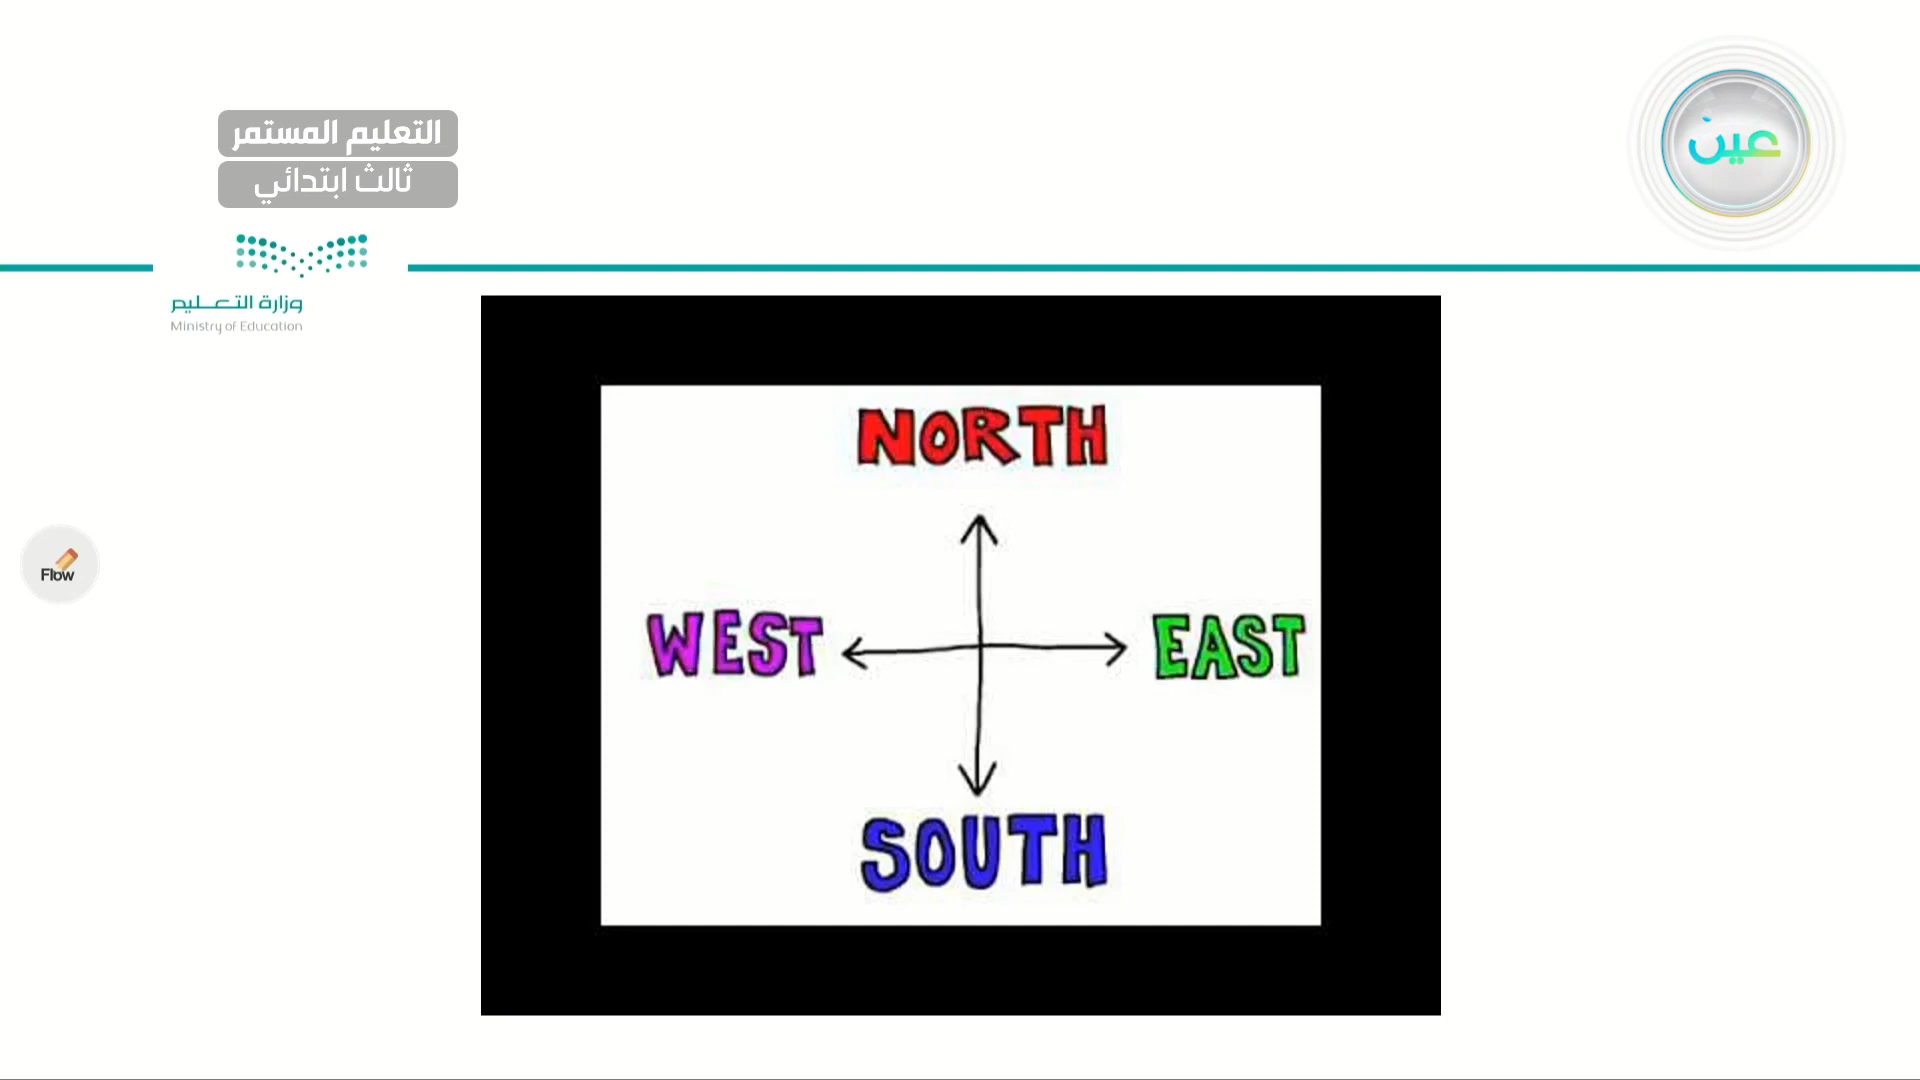 التعليم المستمر
ثالث ابتدائي
عين
وزارة التعليم
Ministry of Education
Flow
NORTH
WEST
EAST
SOUTH